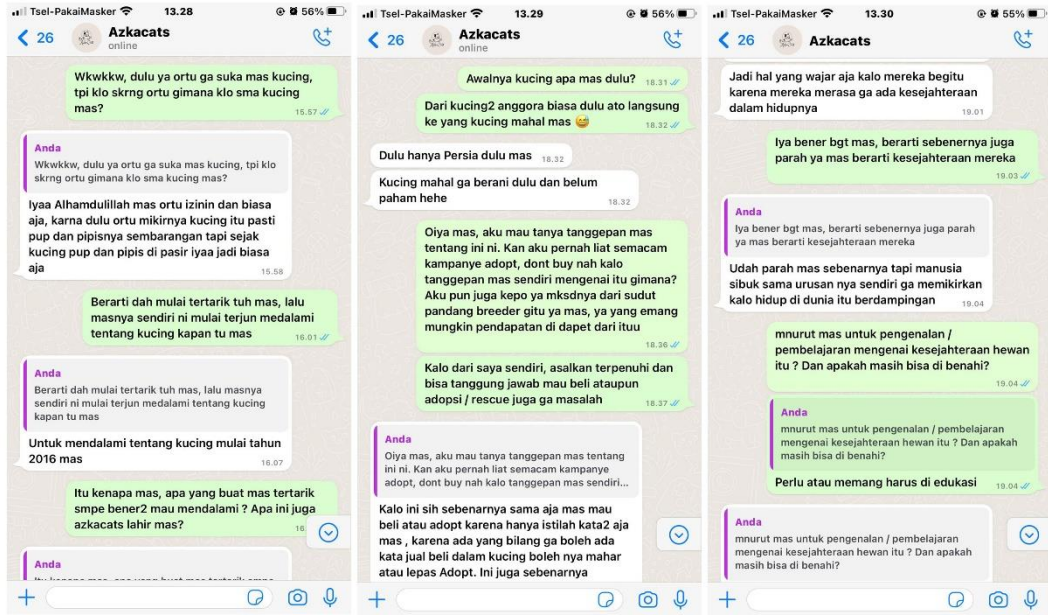 Tsel-PakaiMasker 13.28 56%
26 Azkacats
online
Wkwkkw, dulu ya ortu ga suka mas kucing,
tpi klo skrng ortu gimana klo sma kucing
mas?
15.57
Anda
Wkwkkw, dulu ya ortu ga suka mas kucing, tpi klo
skrng ortu gimana klo sma kucing mas?
Iyaa Alhamdulillah mas ortu izinin dan biasa
aja, karna dulu ortu mikirnya kucing itu pasti
pup dan pipisnya sembarangan tapi sejak
kucing pup dan pipis di pasir iyaa jadi biasa
aja
15.58
Berarti dah mulai tertarik tuh mas, lalu
masnya sendiri ni mulai terjun medalami
tentang kucing kapan tu mas
16.01
Anda
Berarti dah mulai tertarik tuh mas, lalu masnya
sendiri ni mulai terjun medalami tentang kucing
kapan tu mas
Untuk mendalami tentang kucing mulai tahun
2016 mas
16.07
Itu kenapa mas, apa yang buat mas tertarik
smpe bener2 mau mendalami ? Apa ini juga
azkacats lahir mas?
16
Anda
Tsel-PakaiMasker 13.29 56%
26 Azkacats
online
Awalnya kucing apa mas dulu?
18.31
Dari kucing2 anggora biasa dulu ato langsung
ke yang kucing mahal mas 😅
18.32
Dulu hanya Persia dulu mas
18.32
Kucing mahal ga berani dulu dan belum
paham hehe
18.32
Oiya mas, aku mau tanya tanggepan mas
tentang ini ni. Kan aku pernah liat semacam
kampanye adopt, dont buy nah kalo
tanggepan mas sendiri mengenai itu gimana?
Aku pun juga kepo ya mksdnya dari sudut
pandang breeder gitu ya mas, ya yang emang
mungkin pendapatan di dapet dari ituu
18.36
Kalo dari saya sendiri, asalkan terpenuhi dan
bisa tanggung jawab mau beli ataupun
adopsi / rescue juga ga masalah
18.37
Anda
Oiya mas, aku mau tanya tanggepan mas tentang
ini ni. Kan aku pernah liat semacam kampanye
adopt, dont buy nah kalo tanggepan mas sendiri...
Kalo ini sih sebenarnya sama aja mas mau
beli atau adopt karena hanya istilah kata2 aja
mas , karena ada yang bilang ga boleh ada
kata jual beli dalam kucing boleh nya mahar
atau lepas Adopt. Ini juga sebenarnya
Tsel-PakaiMasker 13.30 55%
26 Azkacats
Jadi hal yang wajar aja kalo mereka begitu
karena mereka merasa ga ada kesejahteraan
dalam hidupnya
19.01
Iya bener bgt mas, berarti sebenernya juga
parah ya mas berarti kesejahteraan mereka
19.03
Anda
Iya bener bgt mas, berarti sebenernya juga parah
ya mas berarti kesejahteraan mereka
Udah parah mas sebenarnya tapi manusia
sibuk sama urusan nya sendiri ga memikirkan
kalo hidup di dunia itu berdampingan
19.04
mnurut mas untuk pengenalan /
pembelajaran mengenai kesejahteraan hewan
itu ? Dan apakah masih bisa di benahi?
19.04
Anda
mnurut mas untuk pengenalan / pembelajaran
mengenai kesejahteraan hewan itu ? Dan apakah
masih bisa di benahi?
Perlu atau memang harus di edukasi
19.04
Anda
mnurut mas untuk pengenalan / pembelajaran
mengenai kesejahteraan hewan itu ? Dan apakah
masih bisa di benahi?